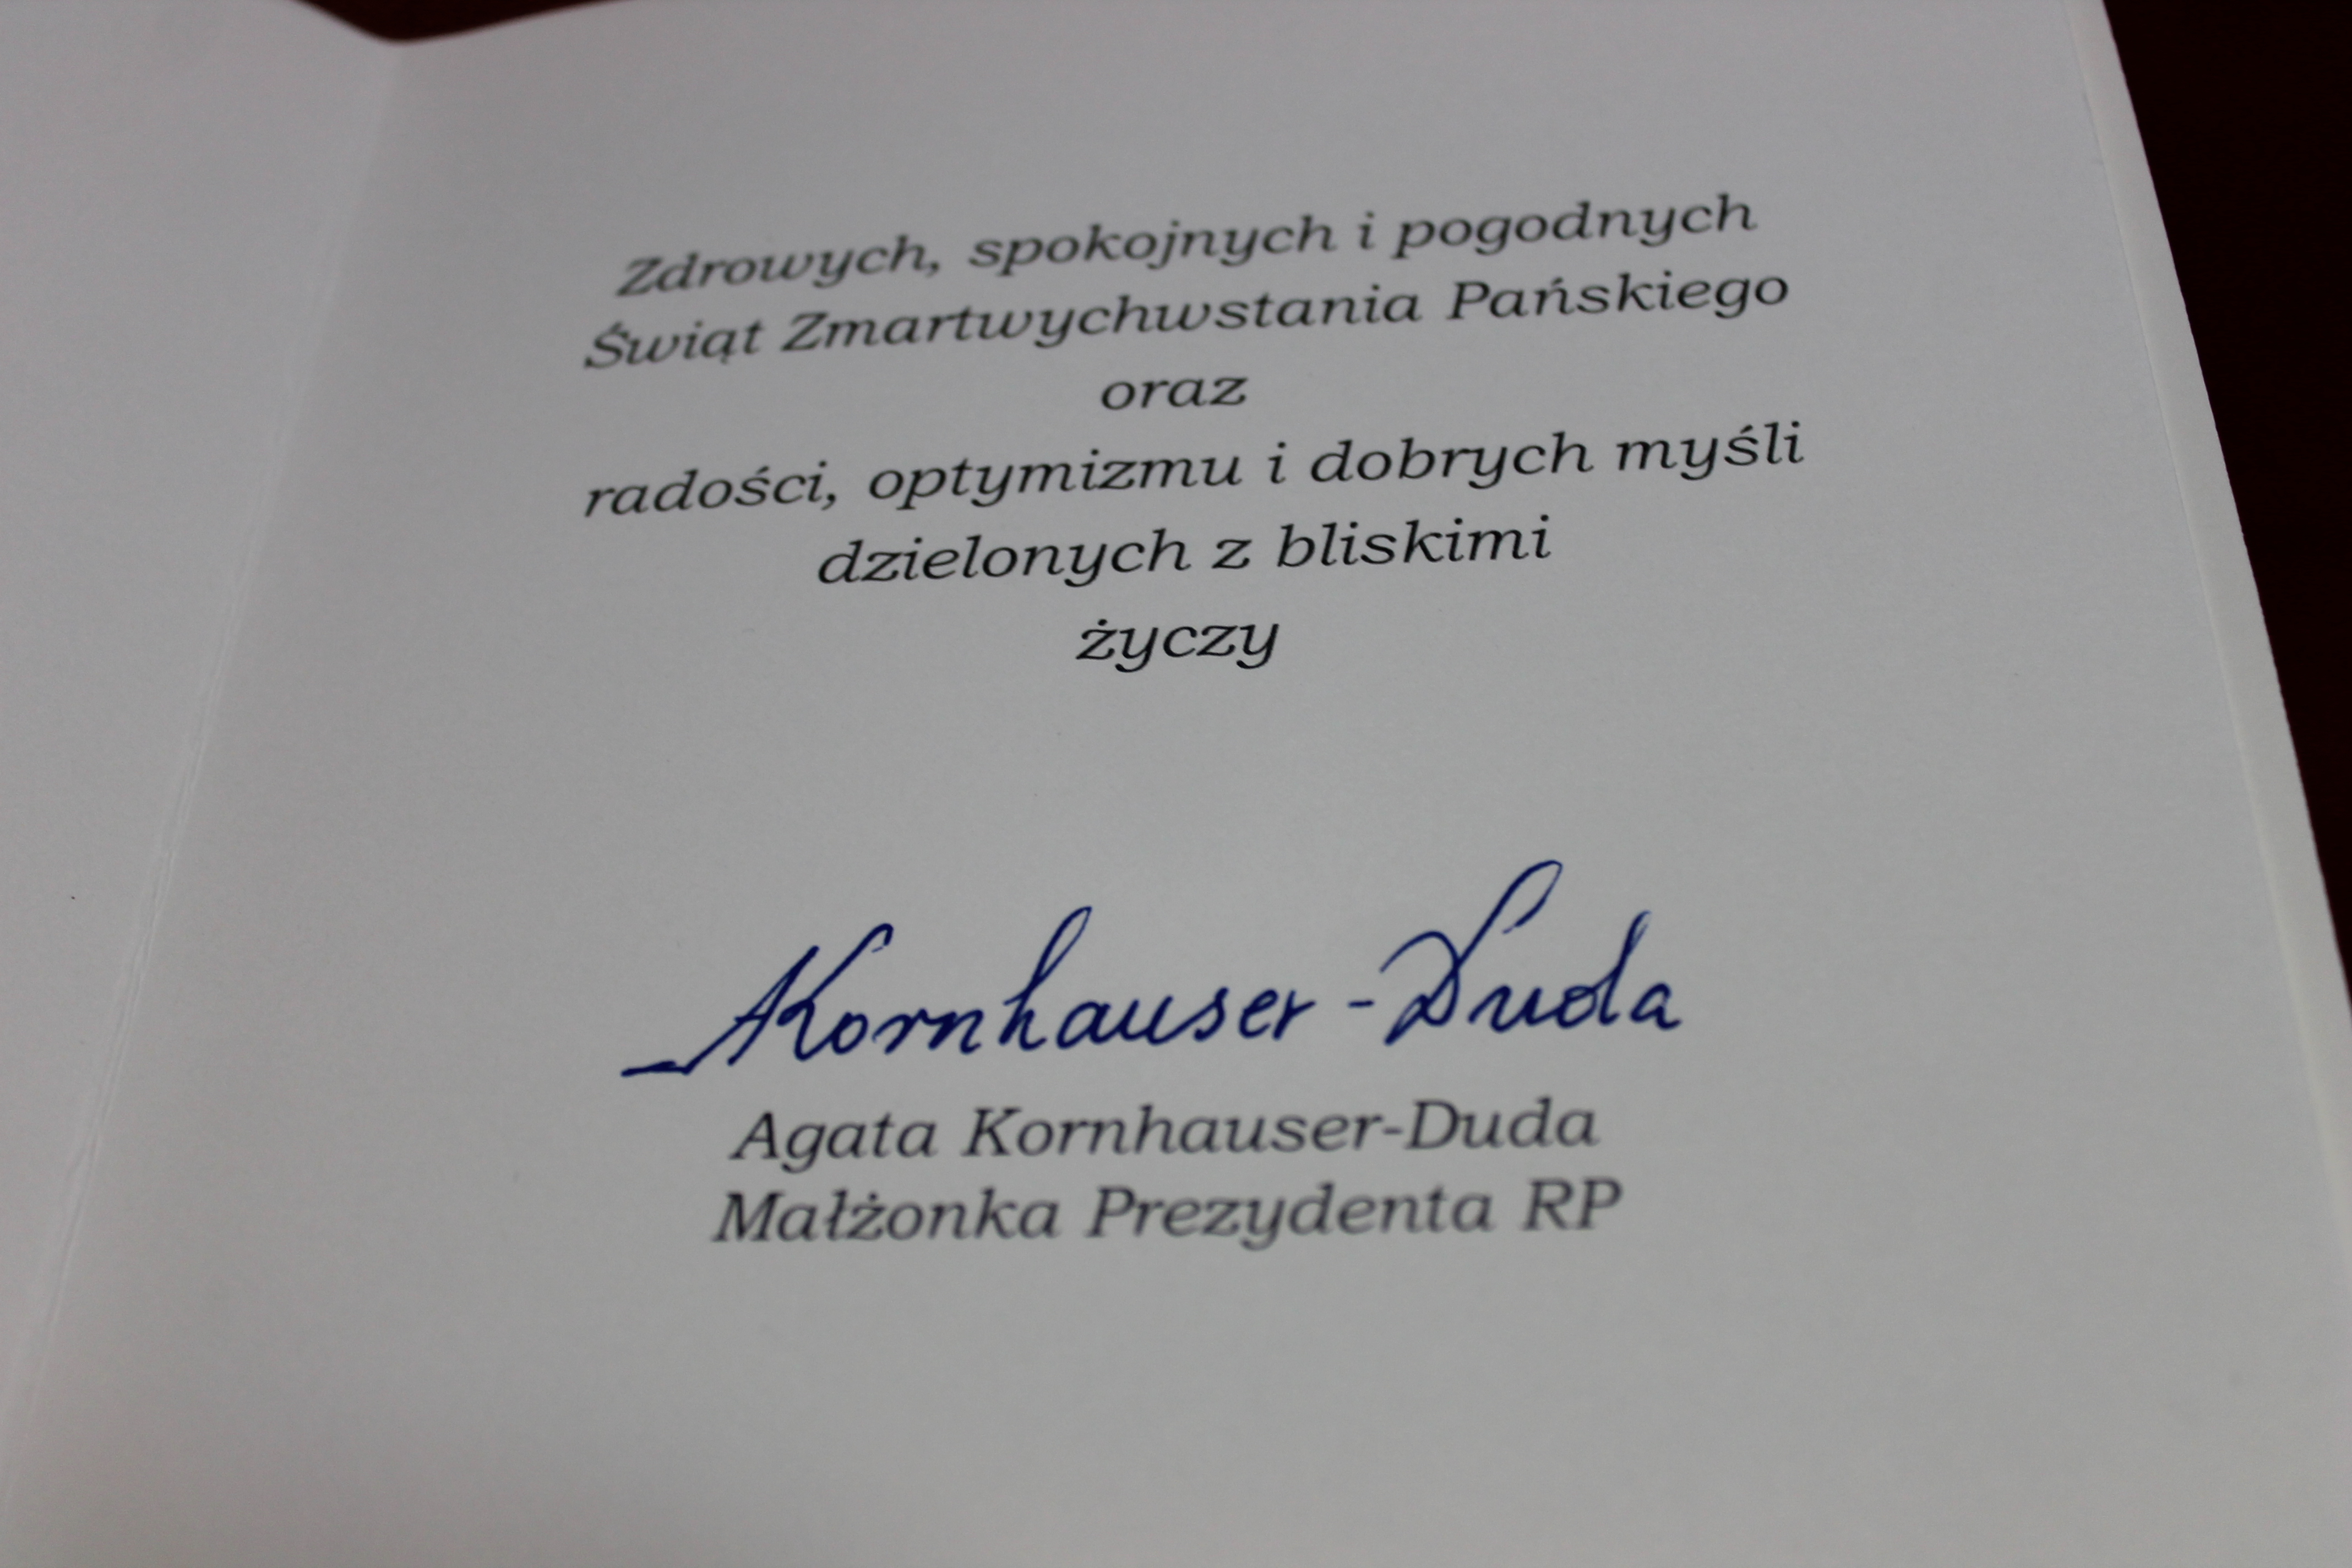 Zdrowych, spokojnych i pogodnych
Świąt Zmartwychwstania Pańskiego
oraz
radości, optymizmu i dobrych myśli
dzielonych z bliskimi
życzy
AKornhauser-Duda
Agata Kornhauser-Duda
Małżonka Prezydenta RP